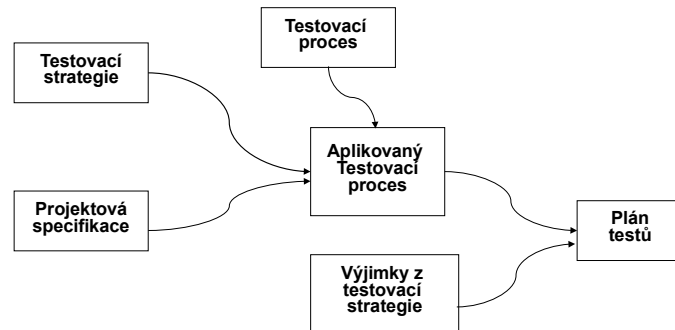 Testovací
proces
Testovací
strategie
Aplikovaný
Testovací
proces
Projektová
specifikace
Plán
testů
Výjimky z
testovací
strategie